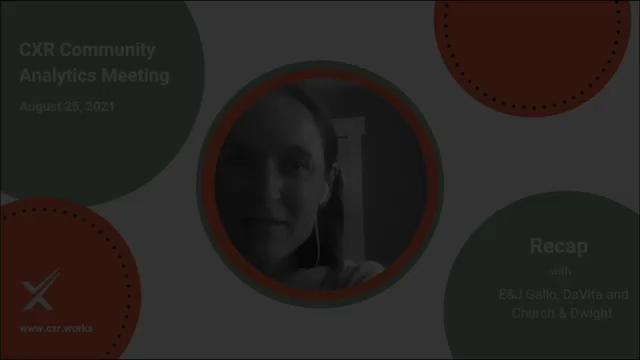 CXR Community
Analytics Meeting
August 25, 2021
Recap
with
E&J Gallo, DaVita and
Church & Dwight
www.cxr.works